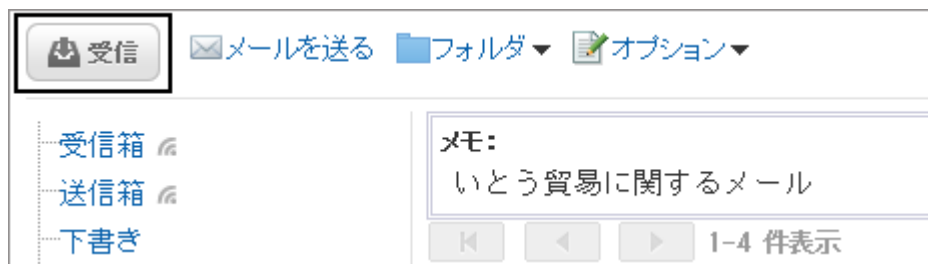 受信 メールを送る フォルダ▼ オプション▼
受信箱
送信箱
下書き
メモ:
いとう貿易に関するメール
1-4 件表示